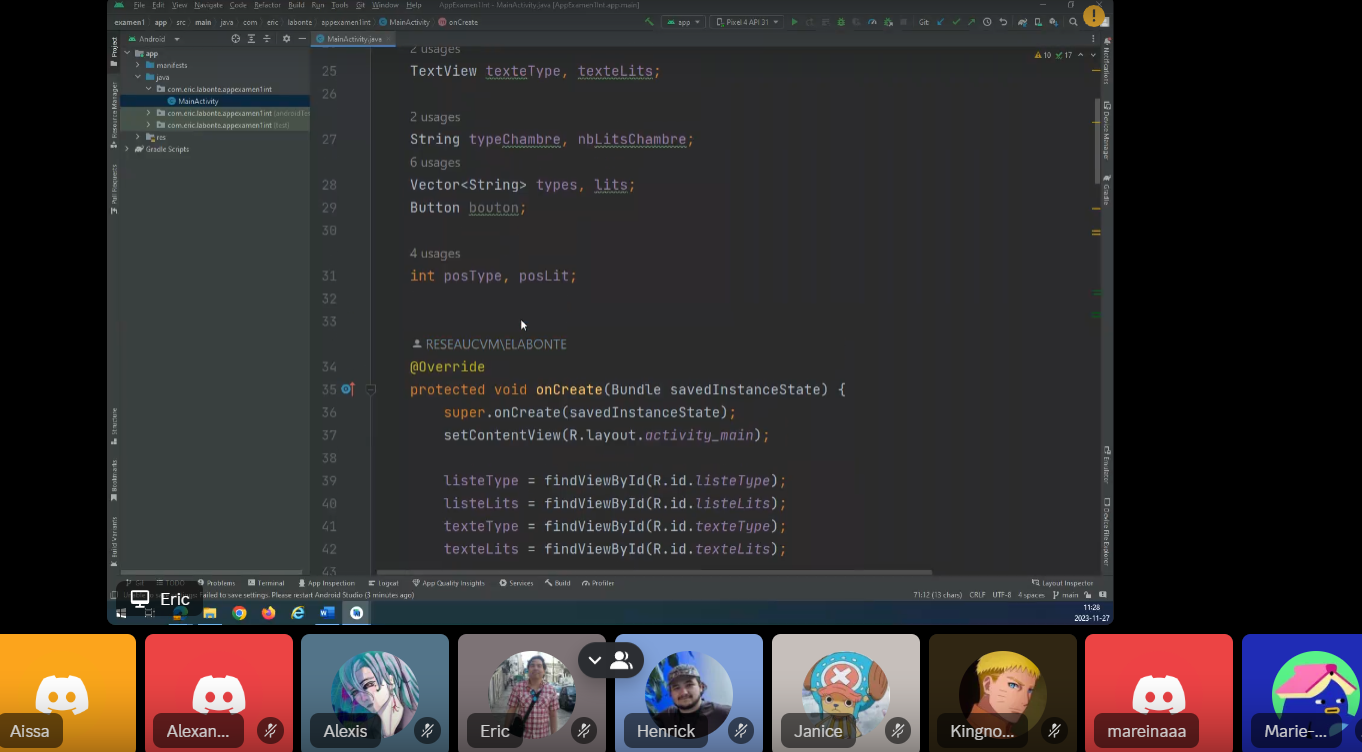 File Edit View Navigate Code Refactor Build Run Tools Git Window Help AppExamen1Int - MainActivity.java [AppExamen1Int.app.main]
examen1 app src main java com eric labonte appexamen1int MainActivity onCreate
app Pixel 4 API 31 Git:
Project
Android
MainActivity.java
app
manifests
java
com.eric.labonte.appexamen1int
MainActivity
com.eric.labonte.appexamen1int (androidTes
com.eric.labonte.appexamen1int (test)
res
Gradle Scripts
Resource Manager
Pull Requests
Structure
Bookmarks
Build Variants
10 17
2 usages
25 TextView texteType, texteLits;
26
2 usages
27 String typeChambre, nbLitsChambre;
6 usages
28 Vector<String> types, lits;
29 Button bouton;
30
4 usages
31 int posType, posLit;
32
33
RESEAUCVM\ELABONTE
34 @Override
35 protected void onCreate(Bundle savedInstanceState) {
36 super.onCreate(savedInstanceState);
37 setContentView(R.layout.activity_main);
38
39 listeType = findViewById(R.id.listeType);
40 listeLits = findViewById(R.id.listeLits);
41 texteType = findViewById(R.id.texteType);
42 texteLits = findViewById(R.id.texteLits);
43
Notifications
Device Manager
Gradle
Emulator
Device File Explorer
Git TODO Problems Terminal App Inspection Logcat App Quality Insights Services Build Profiler Layout Inspector
Failed to save settings. Please restart Android Studio (3 minutes ago)
71:12 (13 chars) CRLF UTF-8 4 spaces main
Eric
11:28
2023-11-27
Aissa
Alexan...
Alexis
Eric
Henrick
Janice
Kingno...
mareinaaa
Marie-...